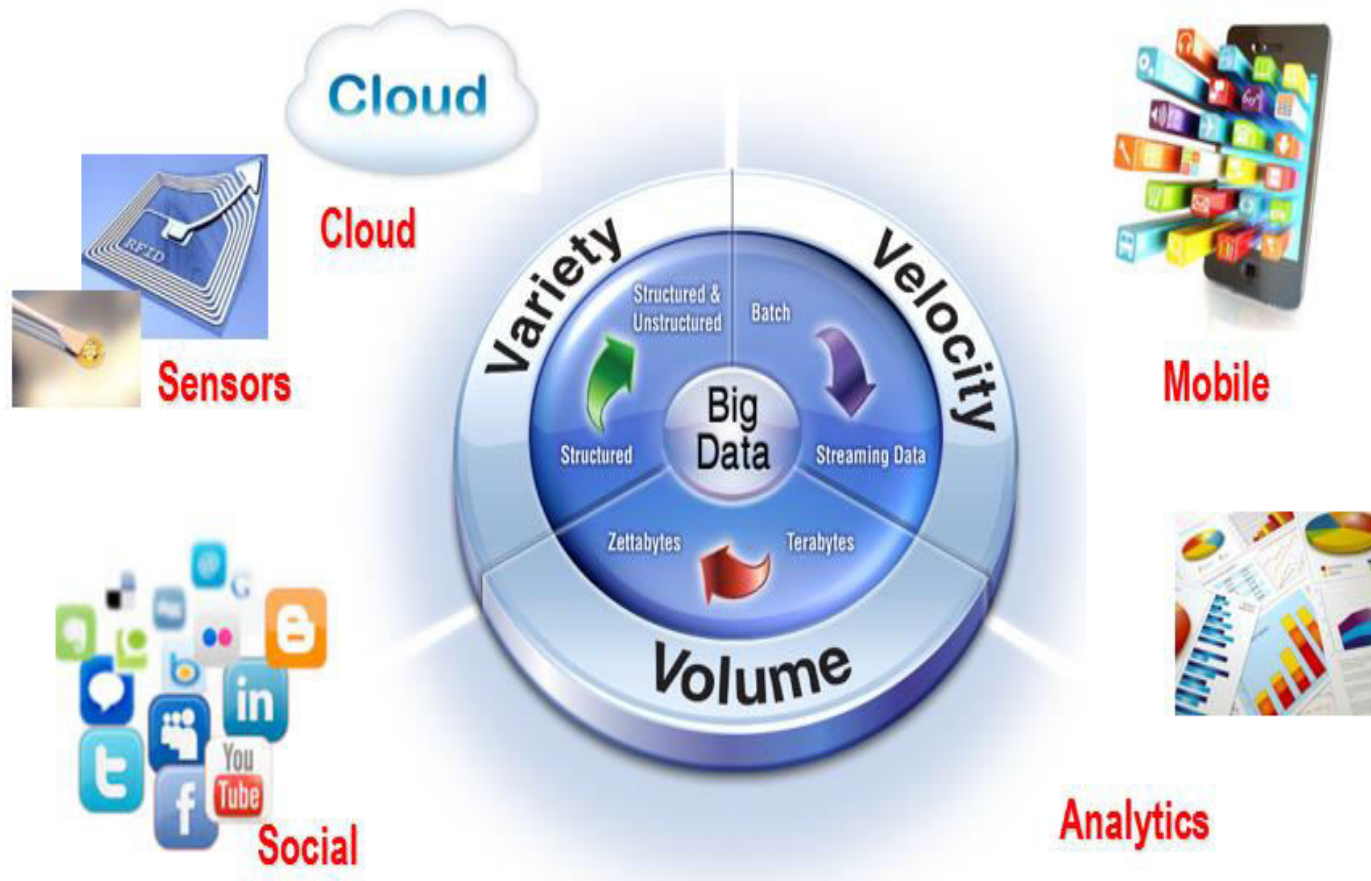 Cloud
Cloud
RFID
Sensors
Mobile
Variety
Velocity
Volume
Structured &
Unstructured
Batch
Big
Data
Structured
Streaming Data
Zettabytes
Terabytes
G
in
You
Tube
t
f
Social
Analytics